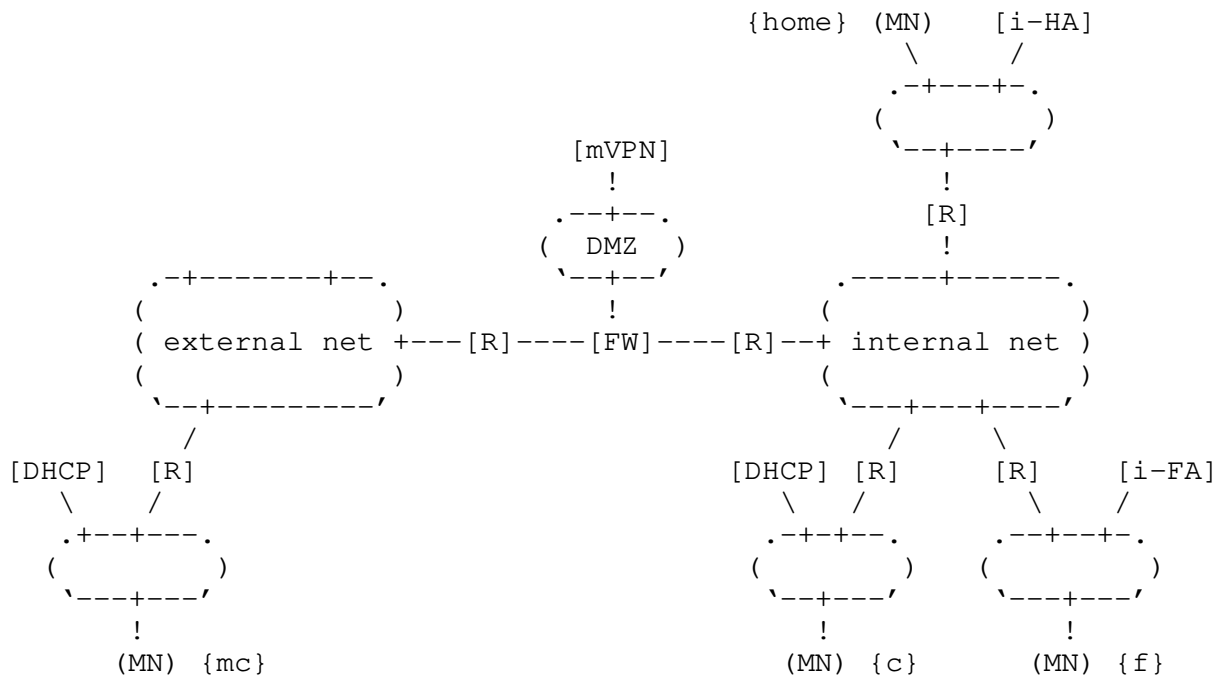 {home} (MN) [i-HA]
\ /
.-+---+-.
( )
[mVPN] `--+----'
! !
.--+--. [R]
( DMZ ) !
.-+-------+--. `--+--' .-----+------.
( ) ! ( )
( external net +---[R]----[FW]----[R]--+ internal net )
( ) ( )
`--+---------' `---+---+----'
/ / \
[DHCP] [R] [DHCP] [R] [R] [i-FA]
\ / \ / \ /
.+--+---. .-+-+--. .--+--+-.
( ) ( ) ( )
`---+---' `--+---' `---+---'
! ! !
(MN) {mc} (MN) {c} (MN) {f}